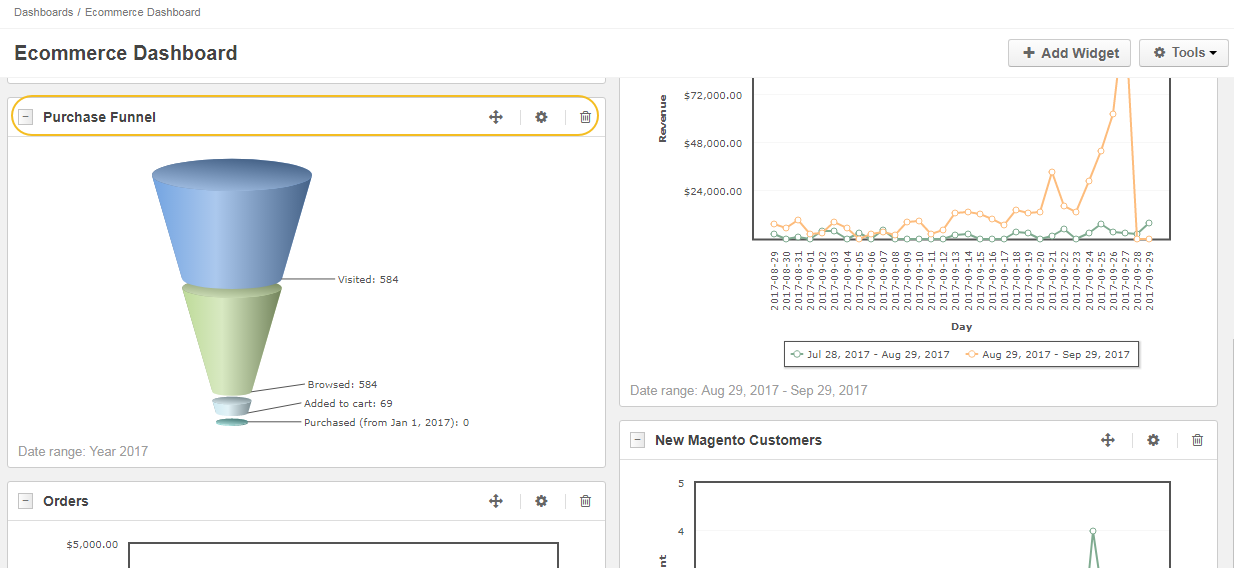 Dashboards / Ecommerce Dashboard
Ecommerce Dashboard
Add Widget
Tools
Purchase Funnel
Visited: 584
Browsed: 584
Added to cart: 69
Purchased (from Jan 1, 2017): 0
Date range: Year 2017
Orders
$5,000.00
Revenue
$72,000.00
$48,000.00
$24,000.00
2017-08-29
2017-08-30
2017-08-31
2017-09-01
2017-09-02
2017-09-03
2017-09-04
2017-09-05
2017-09-06
2017-09-07
2017-09-08
2017-09-09
2017-09-10
2017-09-11
2017-09-12
2017-09-13
2017-09-14
2017-09-15
2017-09-16
2017-09-17
2017-09-18
2017-09-19
2017-09-20
2017-09-21
2017-09-22
2017-09-23
2017-09-24
2017-09-25
2017-09-26
2017-09-27
2017-09-28
2017-09-29
Day
Jul 28, 2017 - Aug 29, 2017
Aug 29, 2017 - Sep 29, 2017
Date range: Aug 29, 2017 - Sep 29, 2017
New Magento Customers
5
4